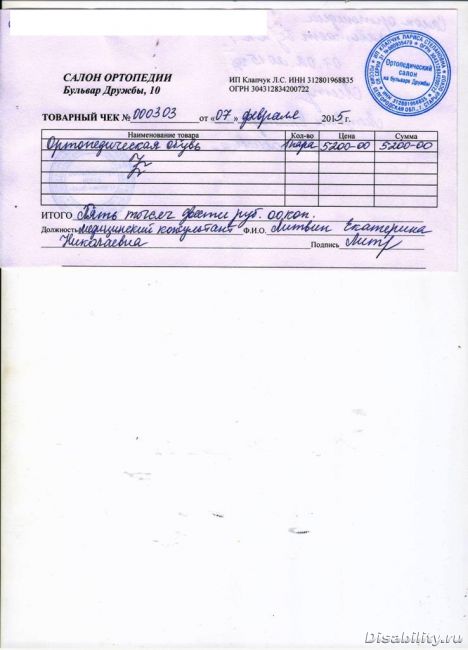 САЛОН ОРТОПЕДИИ
Бульвар Дружбы, 10
ИП Клапчук Л.С. ИНН 312801968835
ОГРН 304312834200722
Ортопедический
салон
на бульваре Дружбы
ТОВАРНЫЙ ЧЕК № 000303 от «07» февраля 2015 г.
Наименование товара Кол-во Цена Сумма
Ортопедическая обувь 1 пара 5200-00 5200-00
ИТОГО Пять тысяч двести руб. 00 коп.
Должность Медицинский консультант Ф.И.О. Литвин Екатерина
Николаевна Подпись
Disability.ru